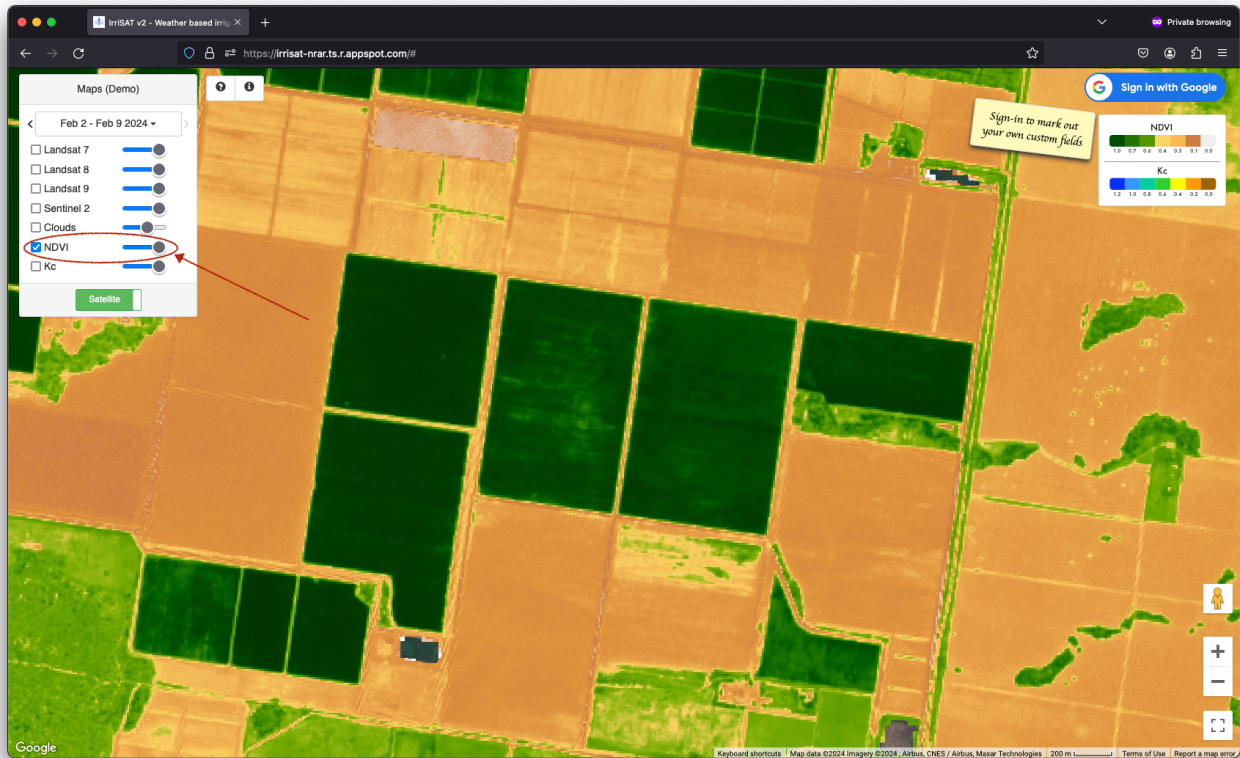 IrriSAT v2 - Weather based irrig
Private browsing
https://irrisat-nrar.ts.r.appspot.com/#
Maps (Demo)
Feb 2 - Feb 9 2024
Landsat 7
Landsat 8
Landsat 9
Sentinel 2
Clouds
NDVI
Kc
Satellite
Sign in with Google
Sign-in to mark out
your own custom fields
NDVI
1.0 0.7 0.6 0.4 0.3 0.1 0.0
Kc
1.2 1.0 0.8 0.6 0.4 0.2 0.0
Google
Keyboard shortcuts Map data ©2024 Imagery ©2024 , Airbus, CNES / Airbus, Maxar Technologies 200 m Terms of Use Report a map error